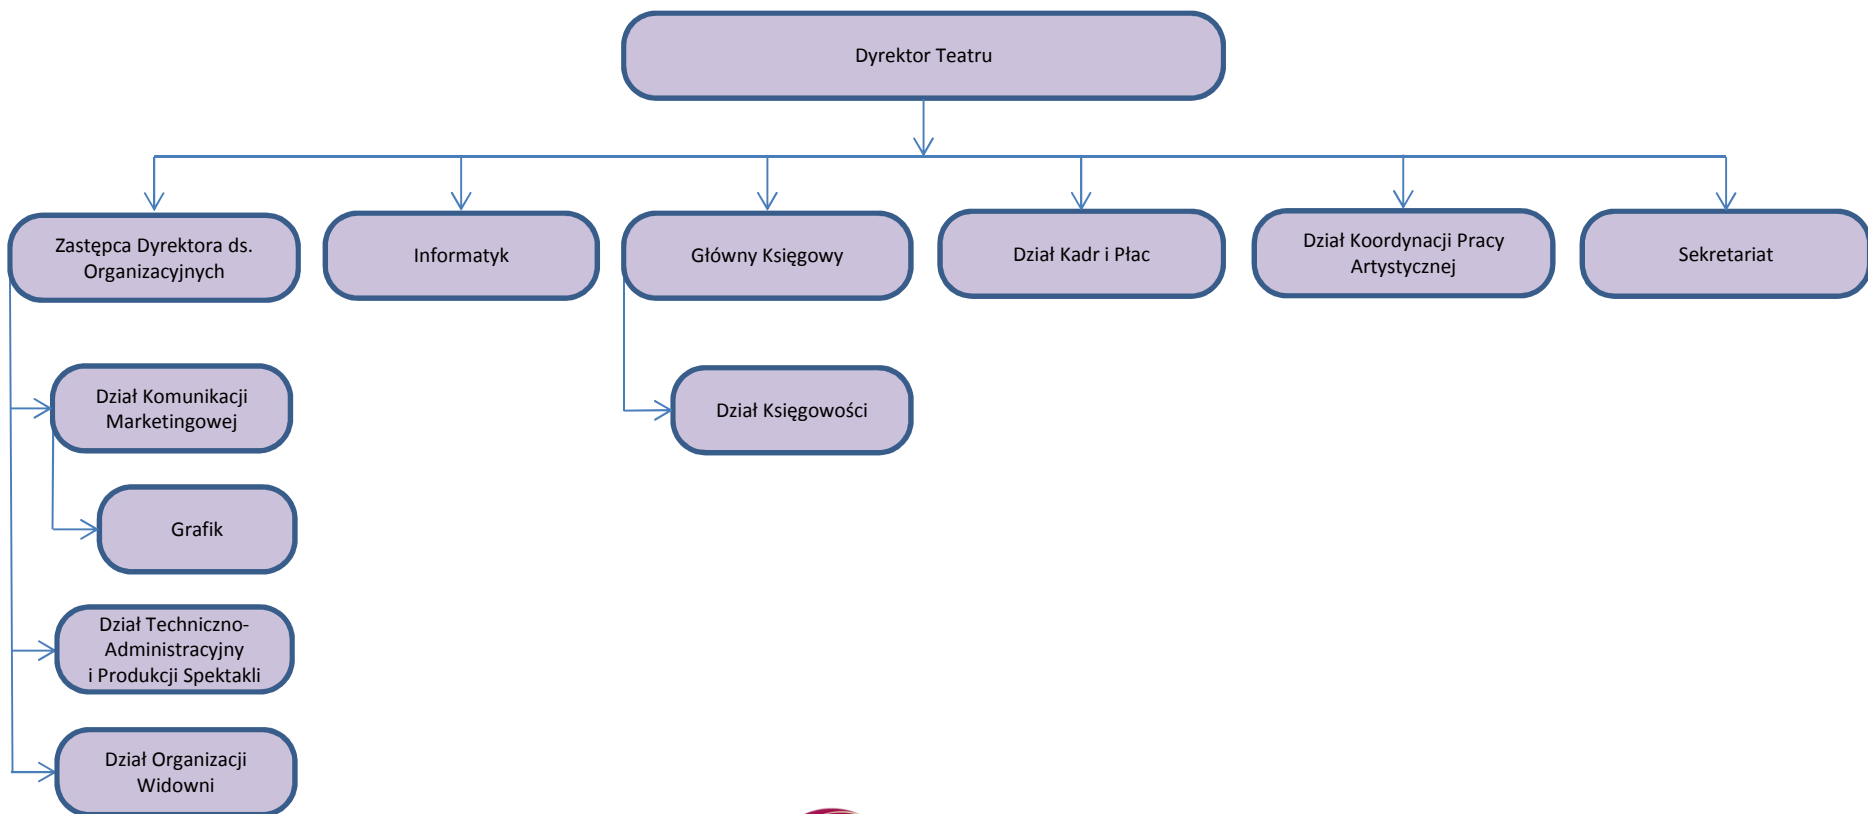 Dyrektor Teatru
Zastępca Dyrektora ds.
Organizacyjnych
Informatyk
Główny Księgowy
Dział Kadr i Płac
Dział Koordynacji Pracy
Artystycznej
Sekretariat
Dział Komunikacji
Marketingowej
Dział Księgowości
Grafik
Dział Techniczno-
Administracyjny
i Produkcji Spektakli
Dział Organizacji
Widowni